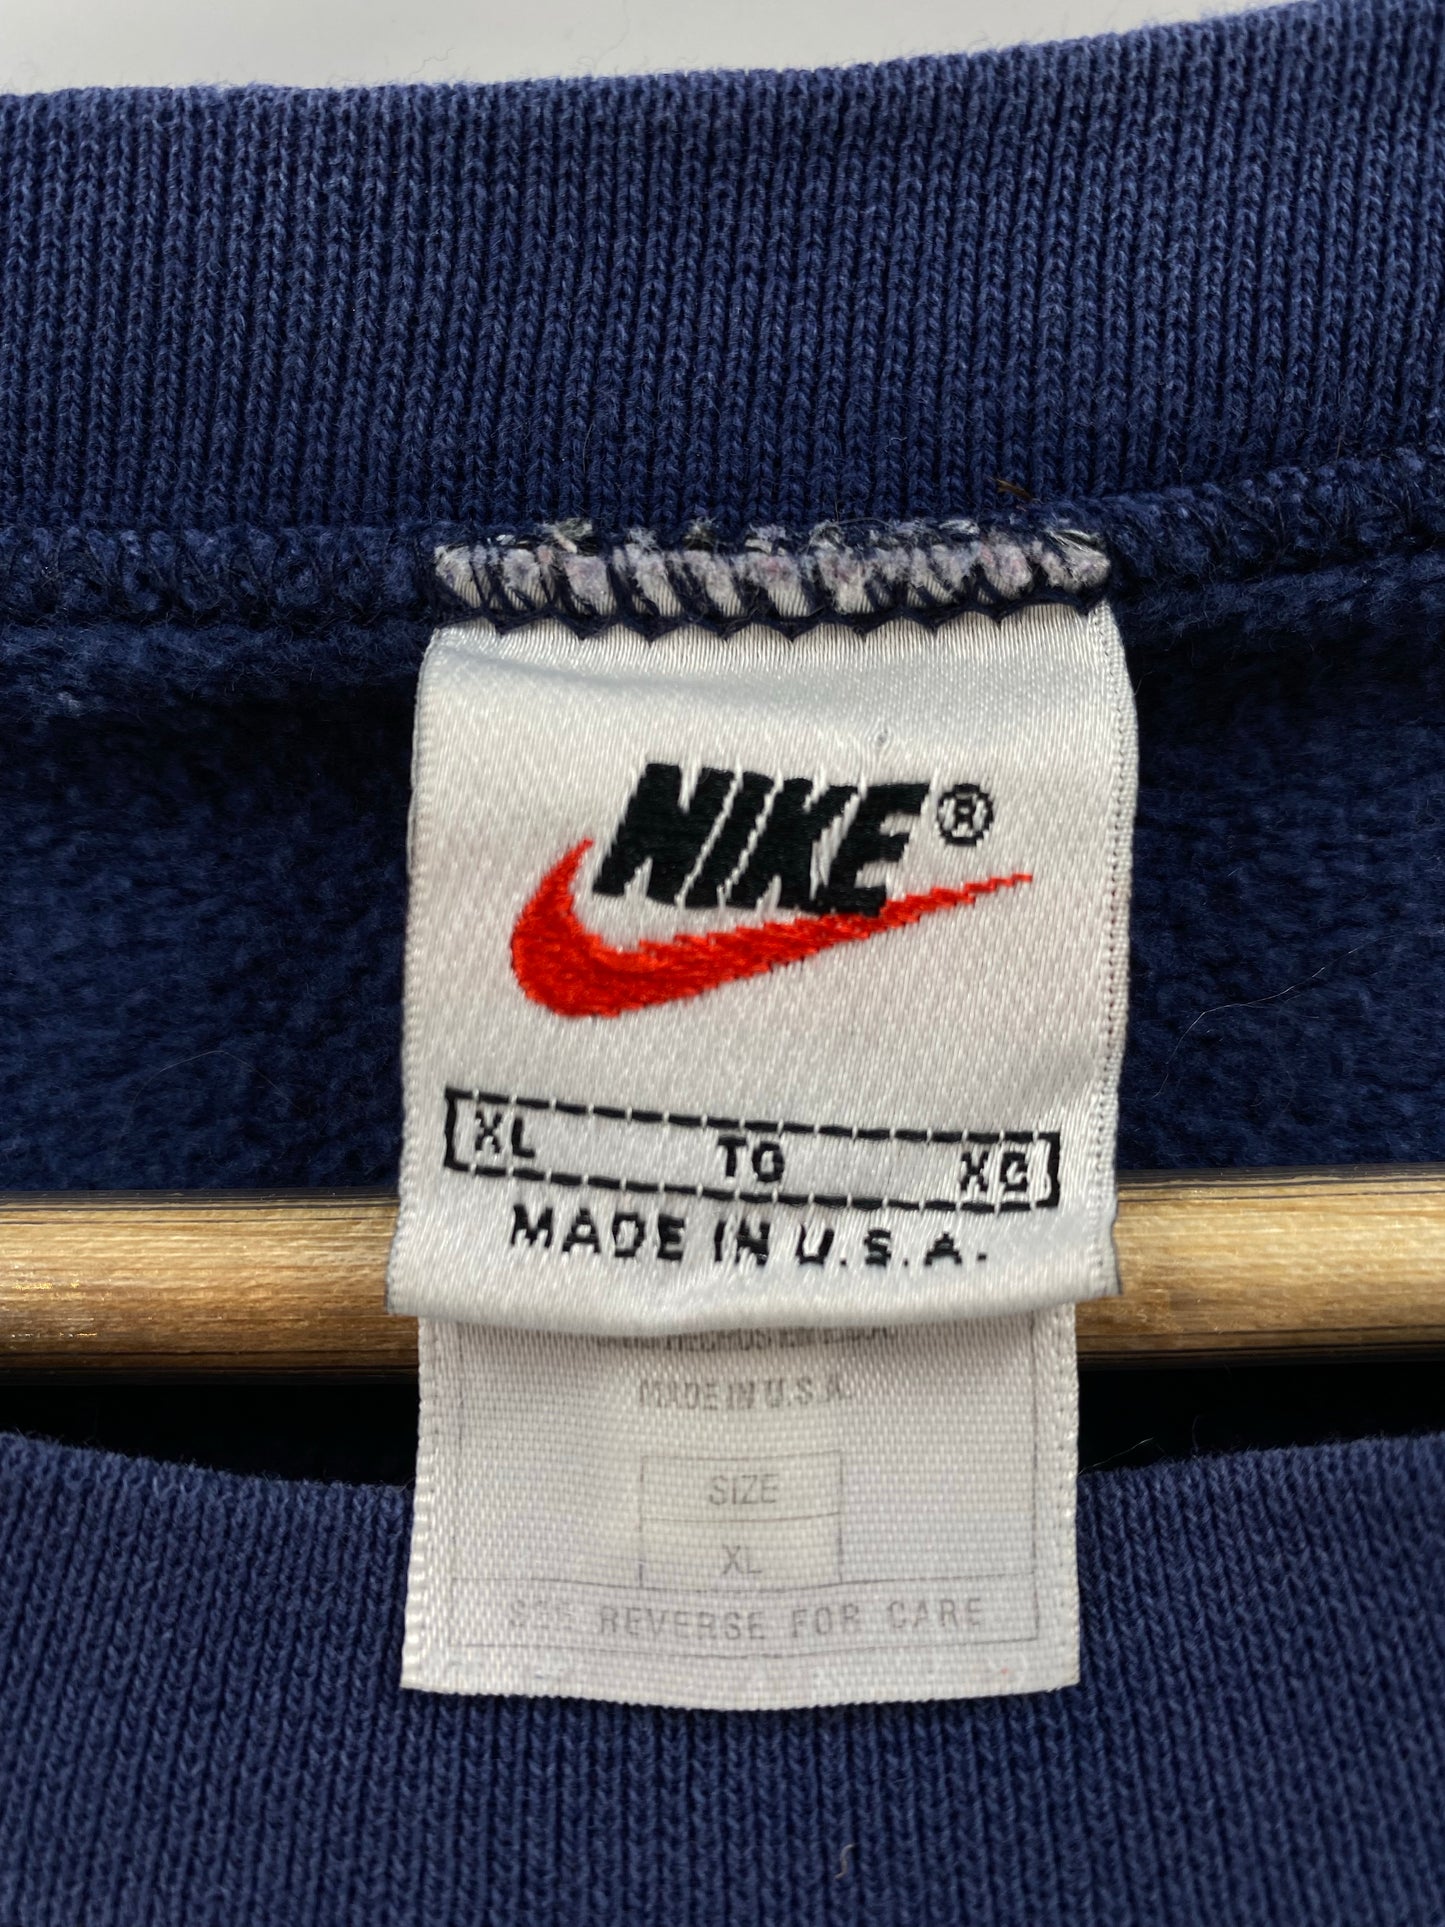 NIKE®
XL TG XG
MADE IN U.S.A.
MADE IN U.S.A.
SIZE
XL
SEE REVERSE FOR CARE